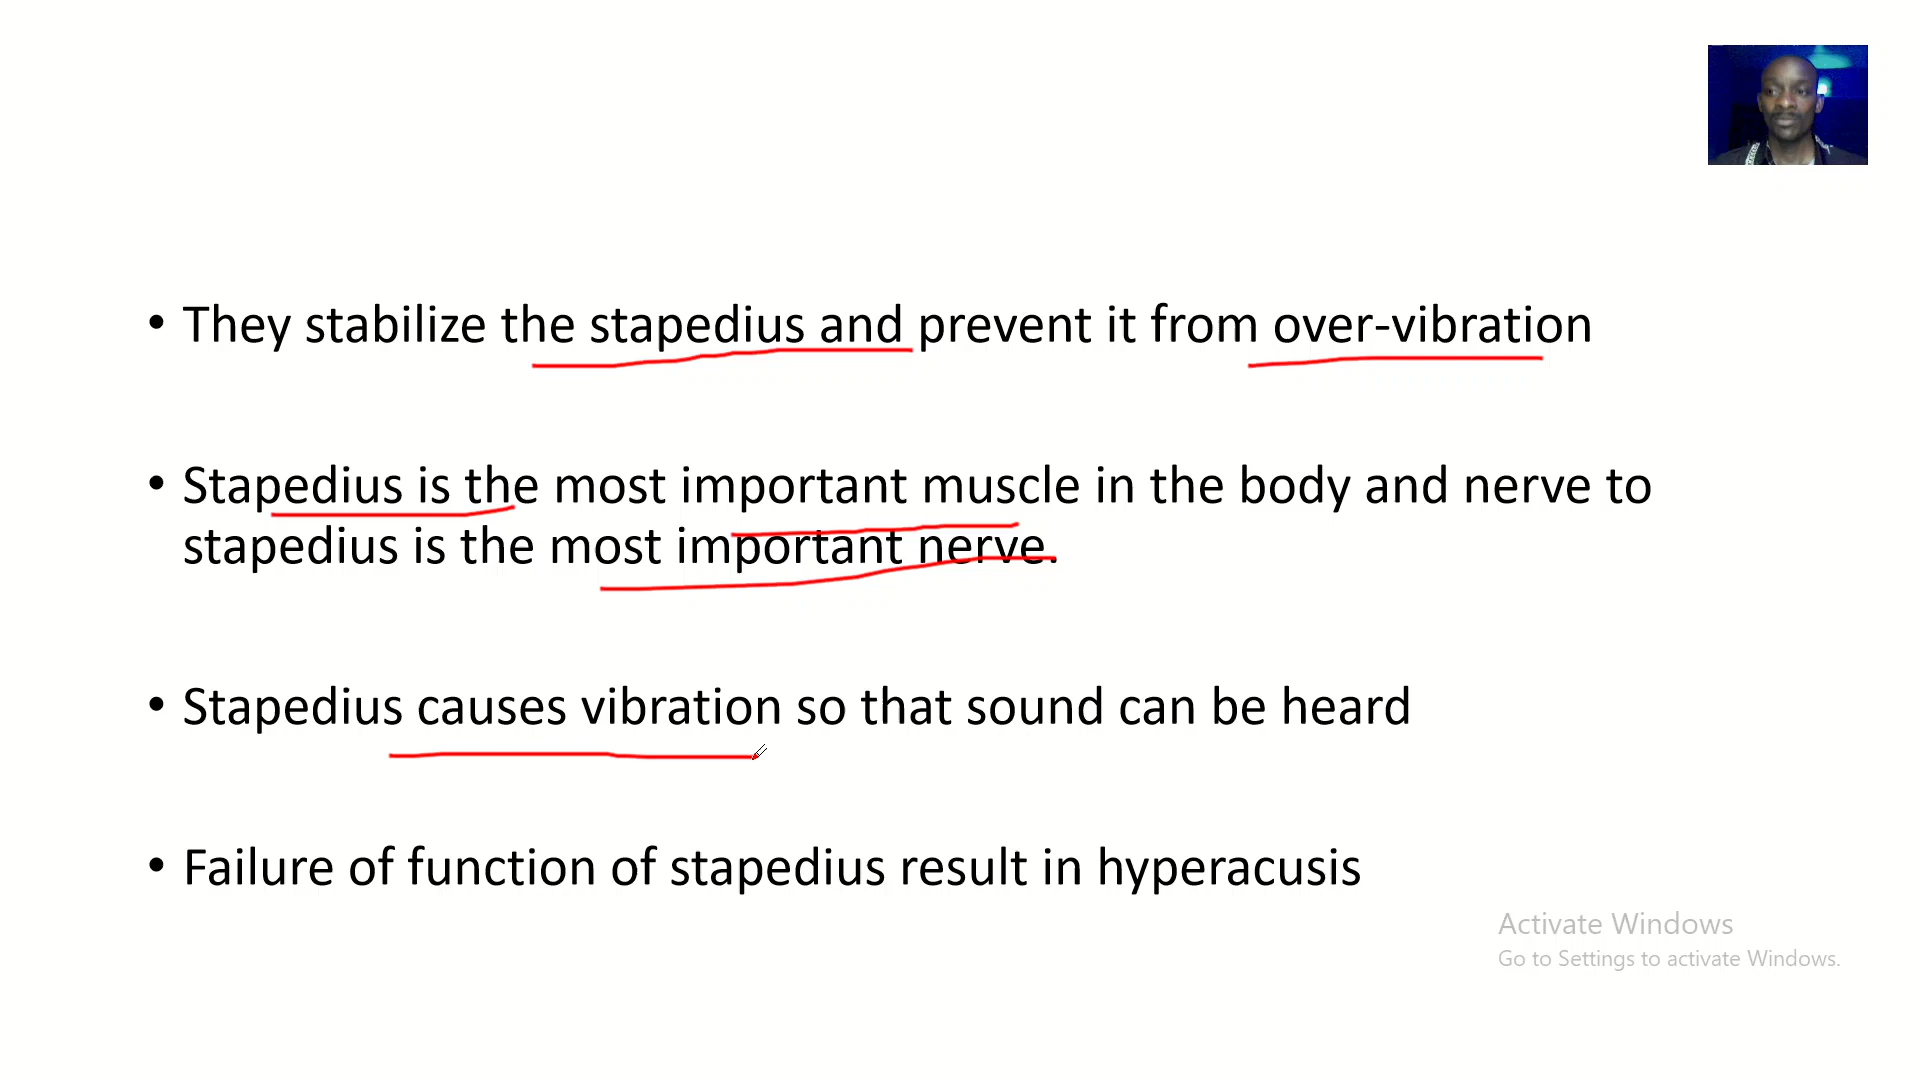 • They stabilize the stapedius and prevent it from over-vibration
• Stapedius is the most important muscle in the body and nerve to
stapedius is the most important nerve.
• Stapedius causes vibration so that sound can be heard
• Failure of function of stapedius result in hyperacusis
Activate Windows
Go to Settings to activate Windows.